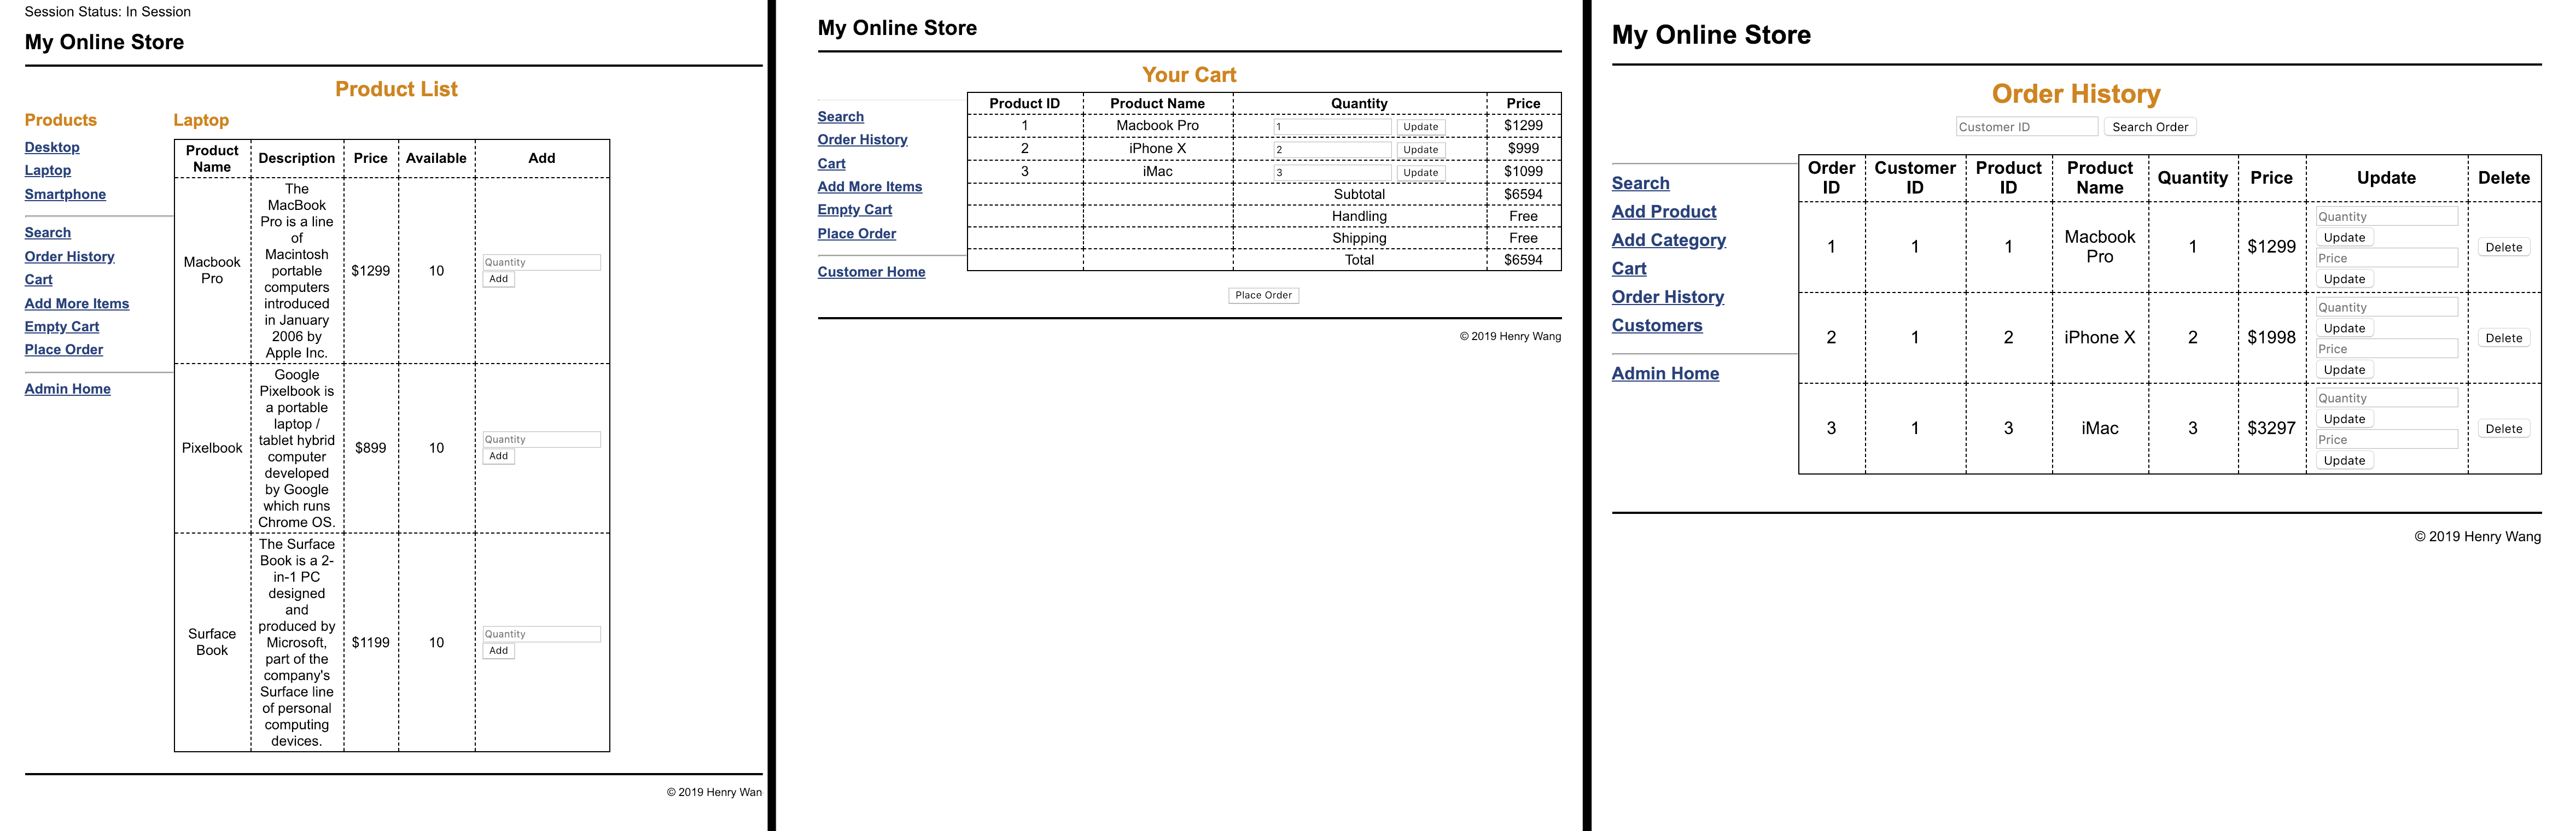 Session Status: In Session
My Online Store
Product List
Products
Desktop
Laptop
Smartphone
Search
Order History
Cart
Add More Items
Empty Cart
Place Order
Admin Home
Laptop
Product Name Description Price Available Add
Macbook Pro
The
MacBook
Pro is a line
of
Macintosh
portable
computers
introduced
in January
2006 by
Apple Inc.
$1299 10
Quantity
Add
Pixelbook
Google
Pixelbook is
a portable
laptop /
tablet hybrid
computer
developed
by Google
which runs
Chrome OS.
$899 10
Quantity
Add
Surface Book
The Surface
Book is a 2-
in-1 PC
designed
and
produced by
Microsoft,
part of the
company's
Surface line
of personal
computing
devices.
$1199 10
Quantity
Add
© 2019 Henry Wan
My Online Store
Your Cart
Search
Order History
Cart
Add More Items
Empty Cart
Place Order
Customer Home
Product ID Product Name Quantity Price
1 Macbook Pro 1 Update $1299
2 iPhone X 2 Update $999
3 iMac 3 Update $1099
Subtotal $6594
Handling Free
Shipping Free
Total $6594
Place Order
© 2019 Henry Wang
My Online Store
Order History
Customer ID Search Order
Search
Add Product
Add Category
Cart
Order History
Customers
Admin Home
Order ID Customer ID Product ID Product Name Quantity Price Update Delete
1 1 1 Macbook Pro 1 $1299
Quantity
Update
Price
Update
Delete
2 1 2 iPhone X 2 $1998
Quantity
Update
Price
Update
Delete
3 1 3 iMac 3 $3297
Quantity
Update
Price
Update
Delete
© 2019 Henry Wang